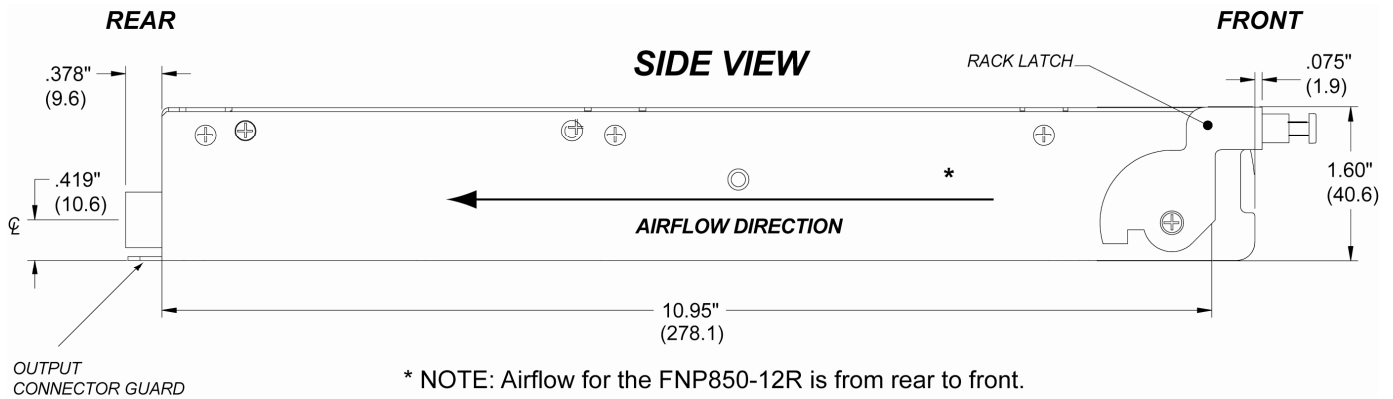 REAR
FRONT
SIDE VIEW
RACK LATCH
.378"
(9.6)
.075"
(1.9)
.419"
(10.6)
℄
1.60"
(40.6)
*
AIRFLOW DIRECTION
10.95"
(278.1)
OUTPUT
CONNECTOR GUARD
* NOTE: Airflow for the FNP850-12R is from rear to front.